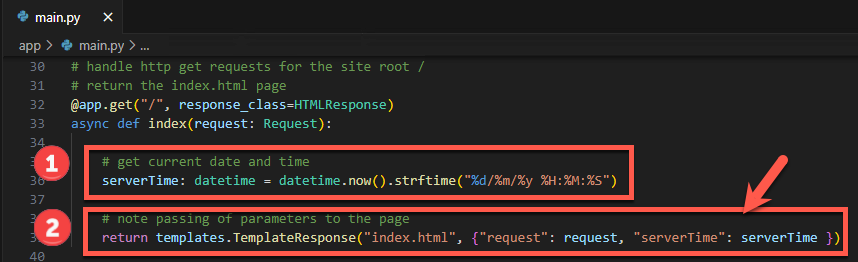 main.py ×
app > main.py > ...
30 # handle http get requests for the site root /
31 # return the index.html page
32 @app.get("/", response_class=HTMLResponse)
33 async def index(request: Request):
34
1 # get current date and time
36 serverTime: datetime = datetime.now().strftime("%d/%m/%y %H:%M:%S")
37
2 # note passing of parameters to the page
return templates.TemplateResponse("index.html", {"request": request, "serverTime": serverTime })
40